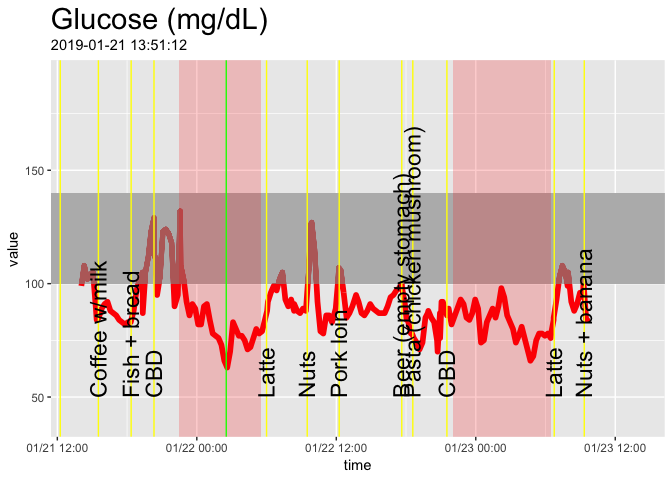 Glucose (mg/dL)
2019-01-21 13:51:12
value
150
100
50
Coffee w/milk
Fish + bread
CBD
Latte
Nuts
Pork loin
Beer (empty stomach)
Pasta (chicken mushroom)
CBD
Latte
Nuts + banana
01/21 12:00
01/22 00:00
01/22 12:00
01/23 00:00
01/23 12:00
time